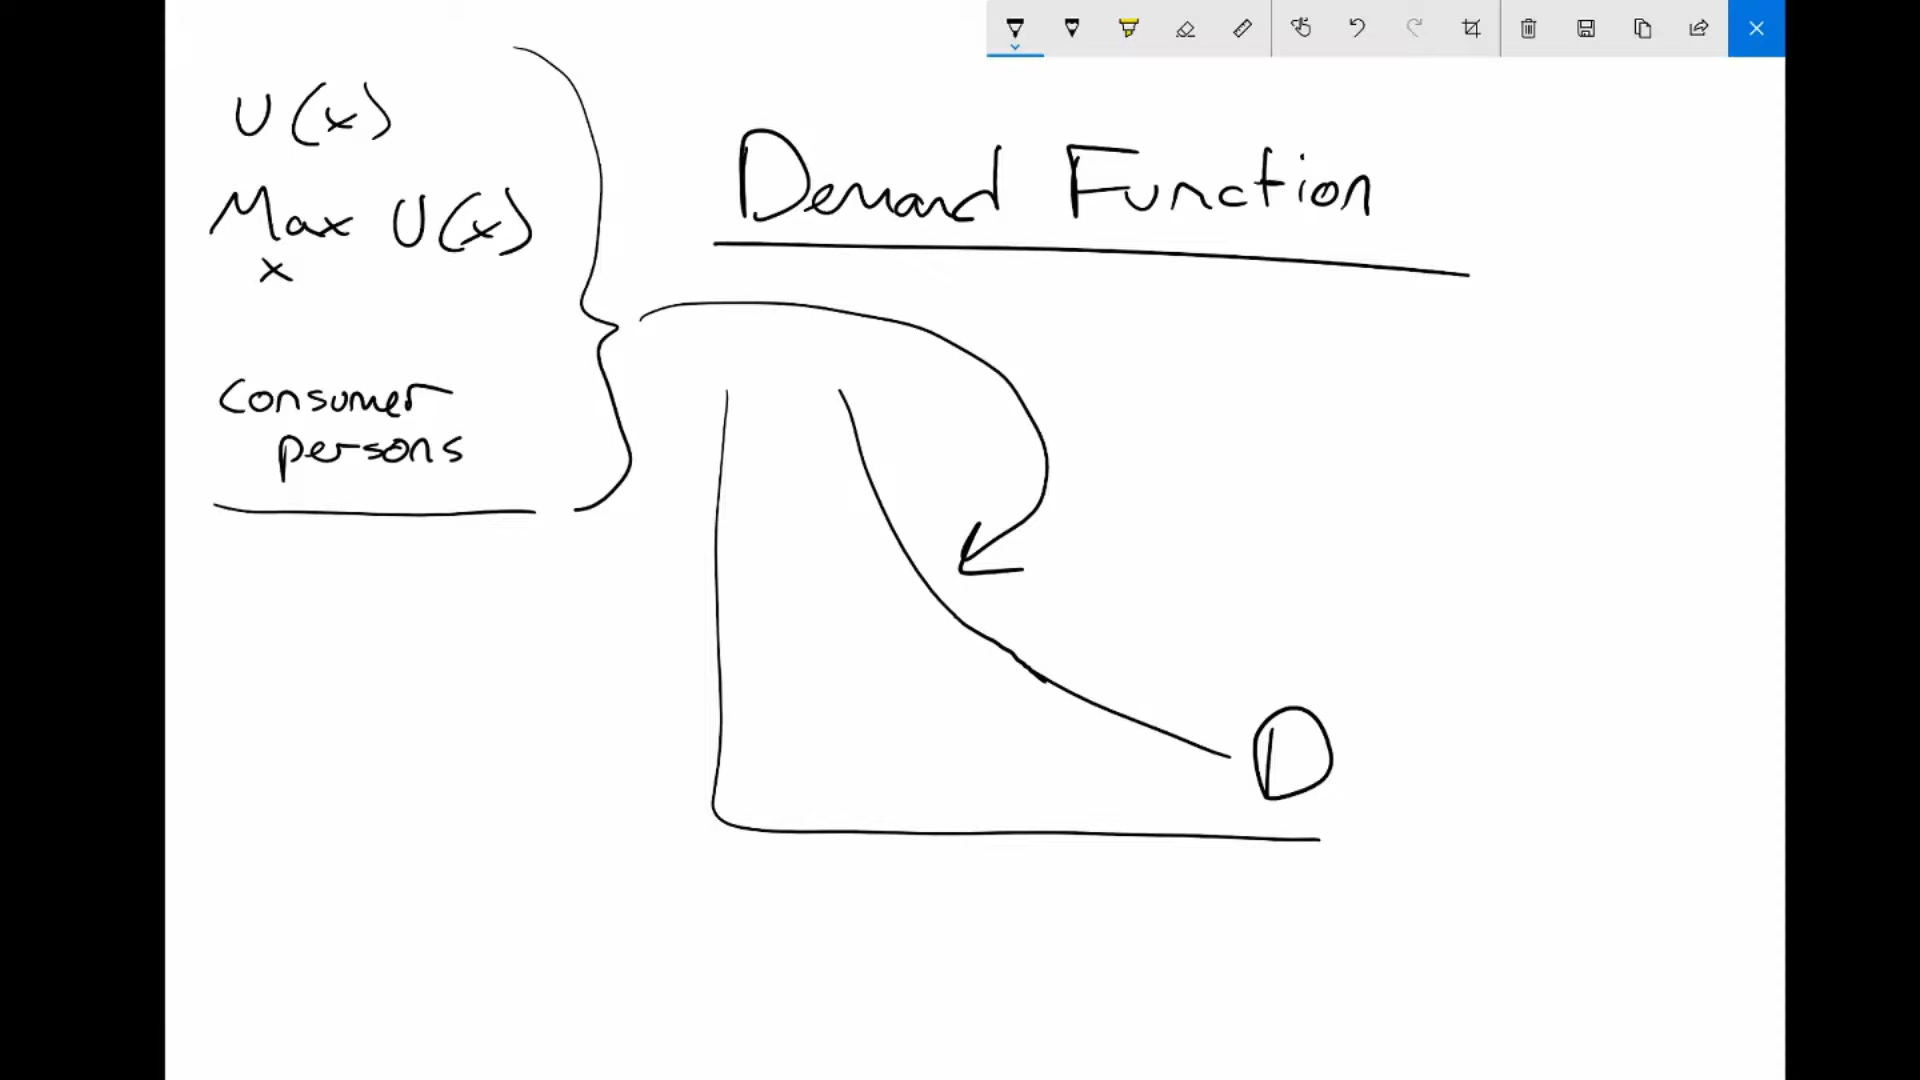 U(x)
Max U(x)
x
consumer
persons
Demand Function
D